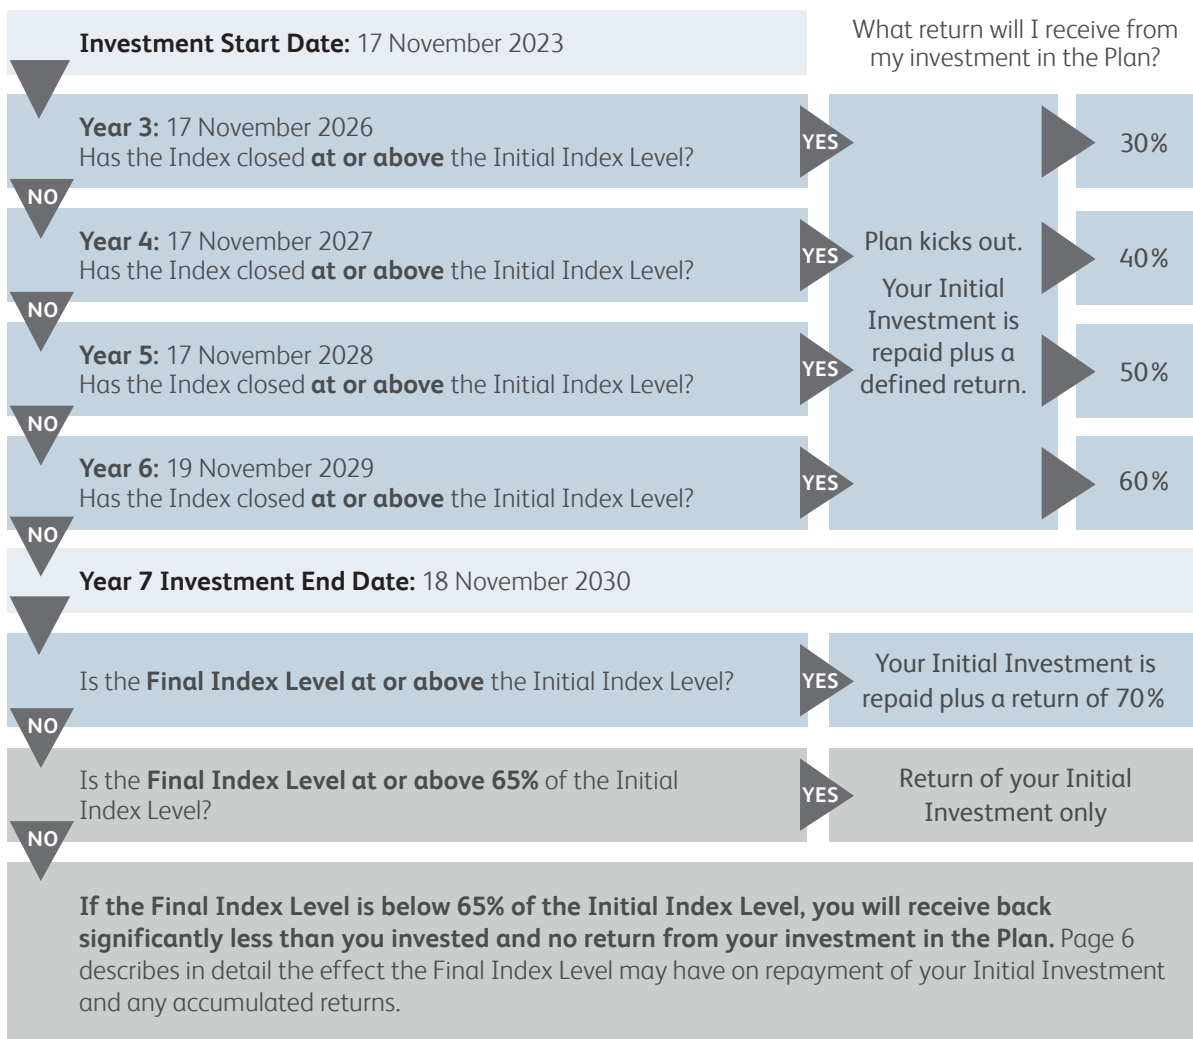 Investment Start Date: 17 November 2023
What return will I receive from
my investment in the Plan?
Year 3: 17 November 2026
Has the Index closed at or above the Initial Index Level?
YES
30%
NO
Year 4: 17 November 2027
Has the Index closed at or above the Initial Index Level?
YES
40%
NO
Year 5: 17 November 2028
Has the Index closed at or above the Initial Index Level?
YES
50%
NO
Year 6: 19 November 2029
Has the Index closed at or above the Initial Index Level?
YES
60%
Plan kicks out.
Your Initial
Investment is
repaid plus a
defined return.
NO
Year 7 Investment End Date: 18 November 2030
Is the Final Index Level at or above the Initial Index Level?
YES
Your Initial Investment is
repaid plus a return of 70%
NO
Is the Final Index Level at or above 65% of the Initial
Index Level?
YES
Return of your Initial
Investment only
NO
If the Final Index Level is below 65% of the Initial Index Level, you will receive back
significantly less than you invested and no return from your investment in the Plan. Page 6
describes in detail the effect the Final Index Level may have on repayment of your Initial Investment
and any accumulated returns.